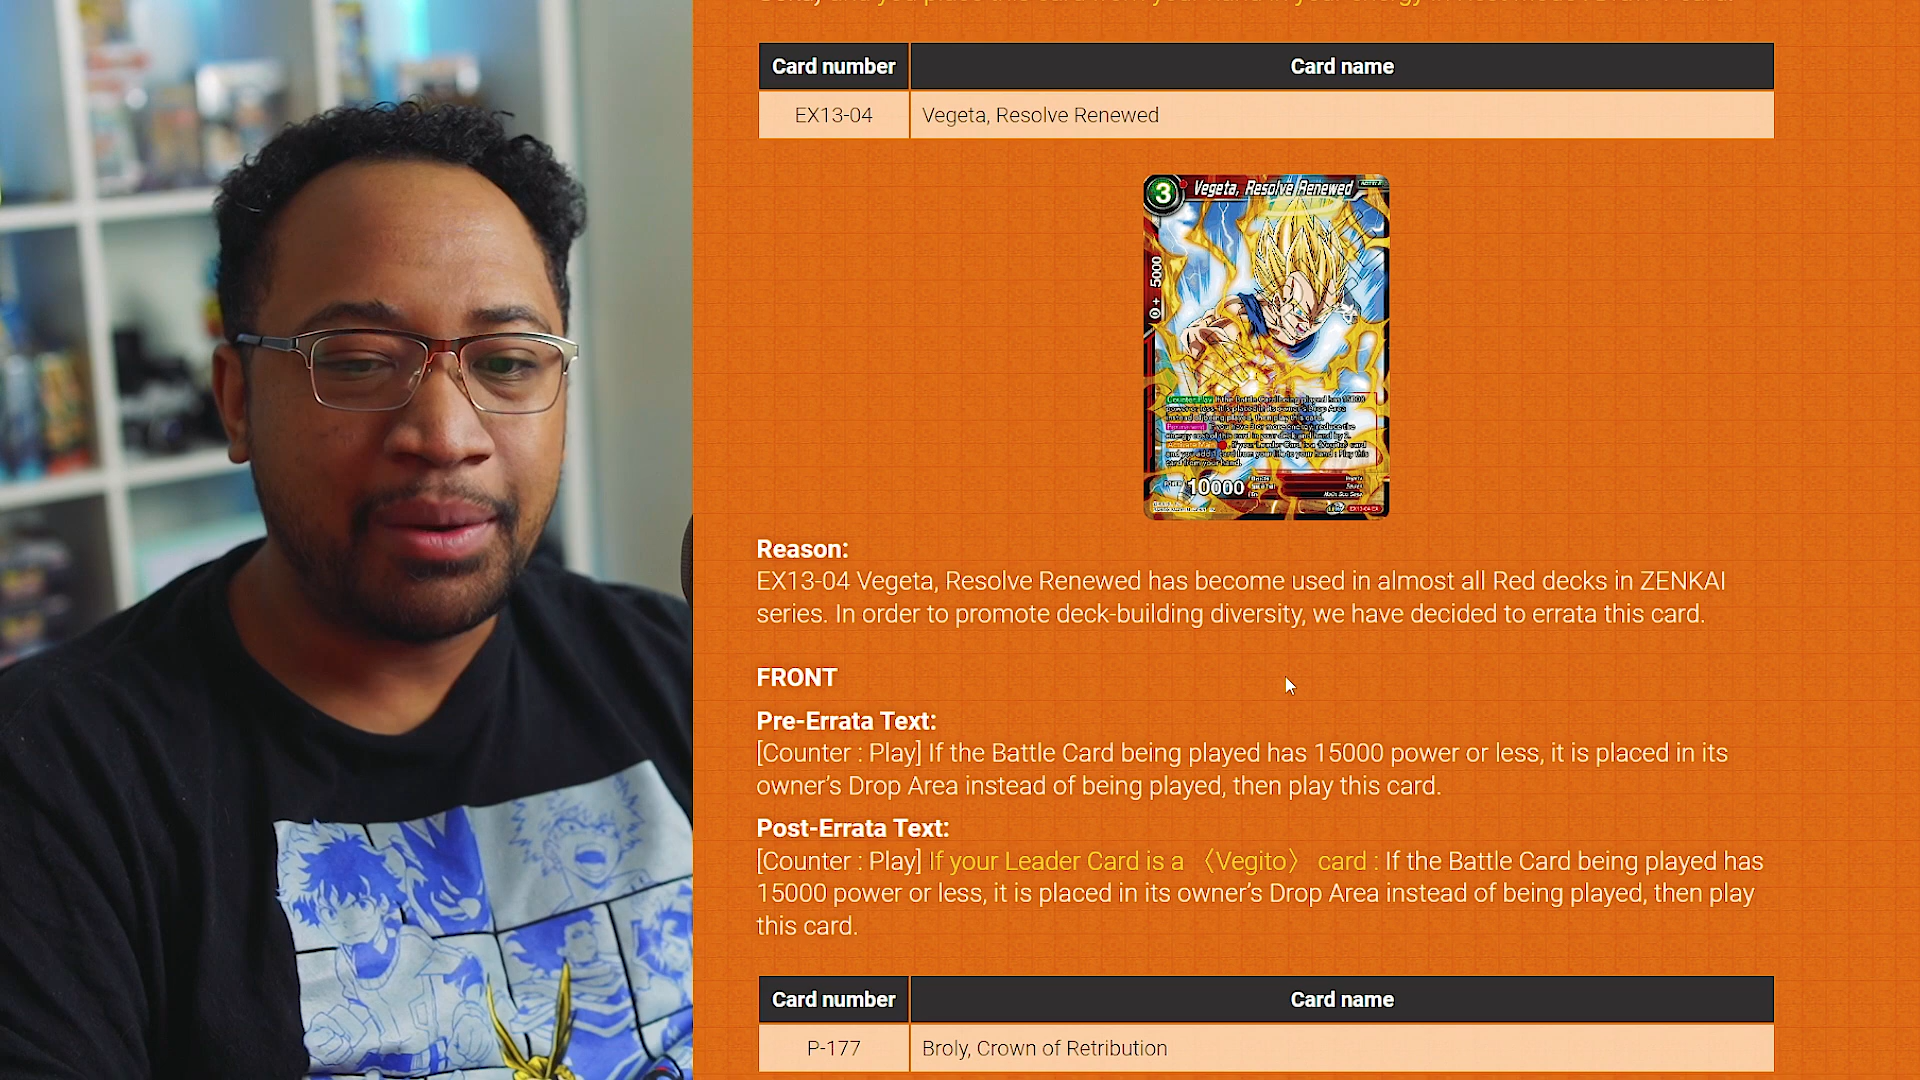 Card number Card name
EX13-04 Vegeta, Resolve Renewed
3 Vegeta, Resolve Renewed
5000
10000
Reason:
EX13-04 Vegeta, Resolve Renewed has become used in almost all Red decks in ZENKAI
series. In order to promote deck-building diversity, we have decided to errata this card.
FRONT
Pre-Errata Text:
[Counter : Play] If the Battle Card being played has 15000 power or less, it is placed in its
owner’s Drop Area instead of being played, then play this card.
Post-Errata Text:
[Counter : Play] If your Leader Card is a 〈Vegito〉 card : If the Battle Card being played has
15000 power or less, it is placed in its owner’s Drop Area instead of being played, then play
this card.
Card number Card name
P-177 Broly, Crown of Retribution